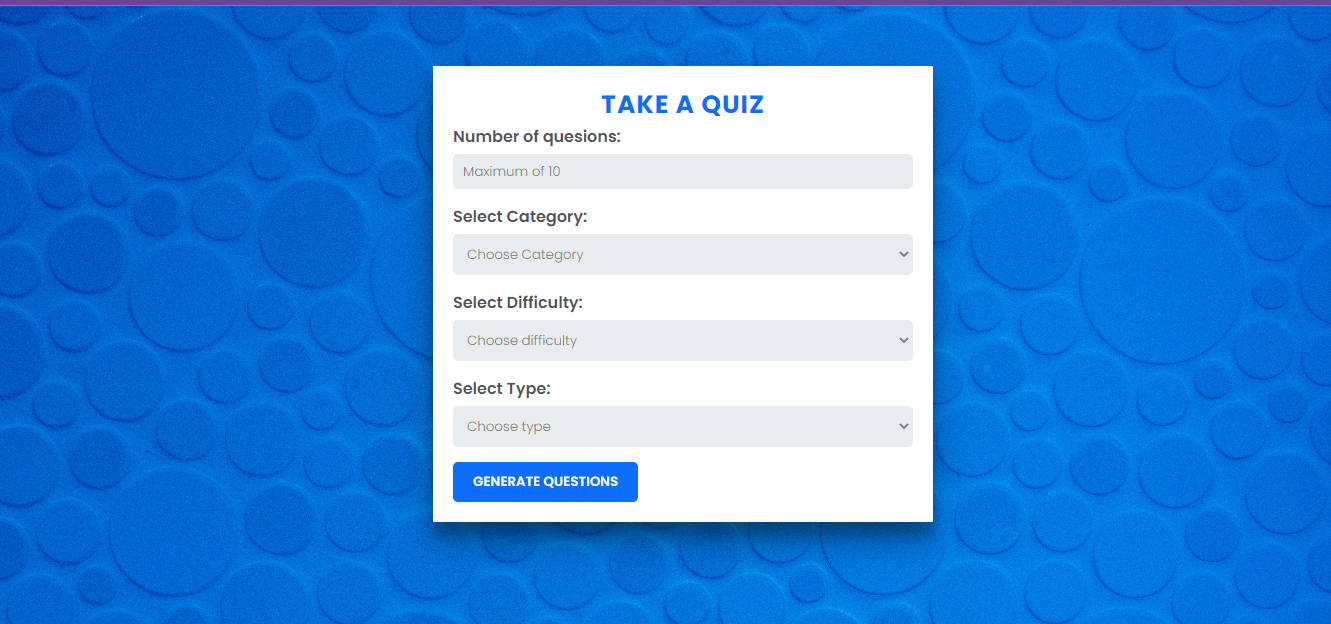 TAKE A QUIZ
Number of quesions:
Maximum of 10
Select Category:
Choose Category
Select Difficulty:
Choose difficulty
Select Type:
Choose type
GENERATE QUESTIONS